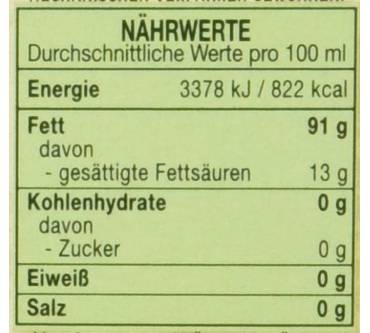 NÄHRWERTE
Durchschnittliche Werte pro 100 ml
Energie 3378 kJ / 822 kcal
Fett 91 g
davon
- gesättigte Fettsäuren 13 g
Kohlenhydrate 0 g
davon
- Zucker 0 g
Eiweiß 0 g
Salz 0 g